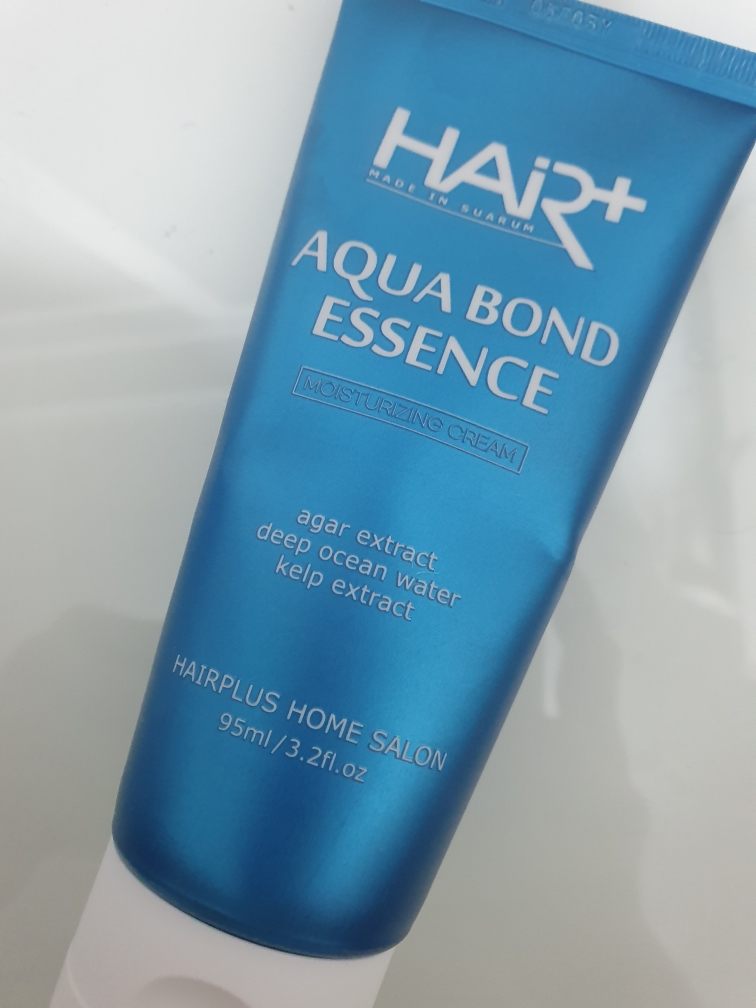 HAiR+
MADE IN SUARUM
AQUA BOND
ESSENCE
MOISTURIZING CREAM
agar extract
deep ocean water
kelp extract
HAIRPLUS HOME SALON
95ml/3.2fl.oz